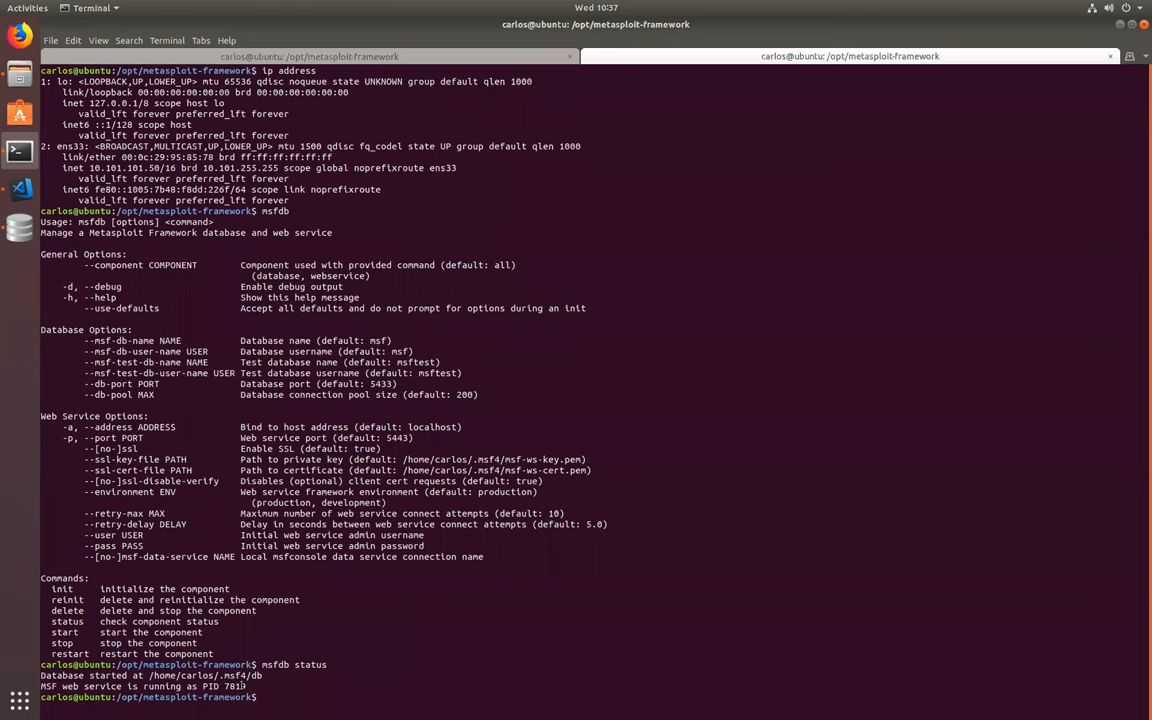 Activities Terminal Wed 10:37
carlos@ubuntu: /opt/metasploit-framework
File Edit View Search Terminal Tabs Help
carlos@ubuntu: /opt/metasploit-framework × carlos@ubuntu: /opt/metasploit-framework ×
carlos@ubuntu:/opt/metasploit-framework$ ip address
1: lo: <LOOPBACK,UP,LOWER_UP> mtu 65536 qdisc noqueue state UNKNOWN group default qlen 1000
    link/loopback 00:00:00:00:00:00 brd 00:00:00:00:00:00
    inet 127.0.0.1/8 scope host lo
       valid_lft forever preferred_lft forever
    inet6 ::1/128 scope host
       valid_lft forever preferred_lft forever
2: ens33: <BROADCAST,MULTICAST,UP,LOWER_UP> mtu 1500 qdisc fq_codel state UP group default qlen 1000
    link/ether 00:0c:29:95:85:78 brd ff:ff:ff:ff:ff:ff
    inet 10.101.101.50/16 brd 10.101.255.255 scope global noprefixroute ens33
       valid_lft forever preferred_lft forever
    inet6 fe80::1005:7b48:f8dd:226f/64 scope link noprefixroute
       valid_lft forever preferred_lft forever
carlos@ubuntu:/opt/metasploit-framework$ msfdb
Usage: msfdb [options] <command>
Manage a Metasploit Framework database and web service
General Options:
        --component COMPONENT        Component used with provided command (default: all)
                                       (database, webservice)
    -d, --debug                      Enable debug output
    -h, --help                       Show this help message
        --use-defaults               Accept all defaults and do not prompt for options during an init
Database Options:
        --msf-db-name NAME           Database name (default: msf)
        --msf-db-user-name USER      Database username (default: msf)
        --msf-test-db-name NAME      Test database name (default: msftest)
        --msf-test-db-user-name USER Test database username (default: msftest)
        --db-port PORT               Database port (default: 5433)
        --db-pool MAX                Database connection pool size (default: 200)
Web Service Options:
    -a, --address ADDRESS            Bind to host address (default: localhost)
    -p, --port PORT                  Web service port (default: 5443)
        --[no-]ssl                   Enable SSL (default: true)
        --ssl-key-file PATH          Path to private key (default: /home/carlos/.msf4/msf-ws-key.pem)
        --ssl-cert-file PATH         Path to certificate (default: /home/carlos/.msf4/msf-ws-cert.pem)
        --[no-]ssl-disable-verify    Disables (optional) client cert requests (default: true)
        --environment ENV            Web service framework environment (default: production)
                                       (production, development)
        --retry-max MAX              Maximum number of web service connect attempts (default: 10)
        --retry-delay DELAY          Delay in seconds between web service connect attempts (default: 5.0)
        --user USER                  Initial web service admin username
        --pass PASS                  Initial web service admin password
        --[no-]msf-data-service NAME Local msfconsole data service connection name
Commands:
  init     initialize the component
  reinit   delete and reinitialize the component
  delete   delete and stop the component
  status   check component status
  start    start the component
  stop     stop the component
  restart  restart the component
carlos@ubuntu:/opt/metasploit-framework$ msfdb status
Database started at /home/carlos/.msf4/db
MSF web service is running as PID
carlos@ubuntu:/opt/metasploit-framework$